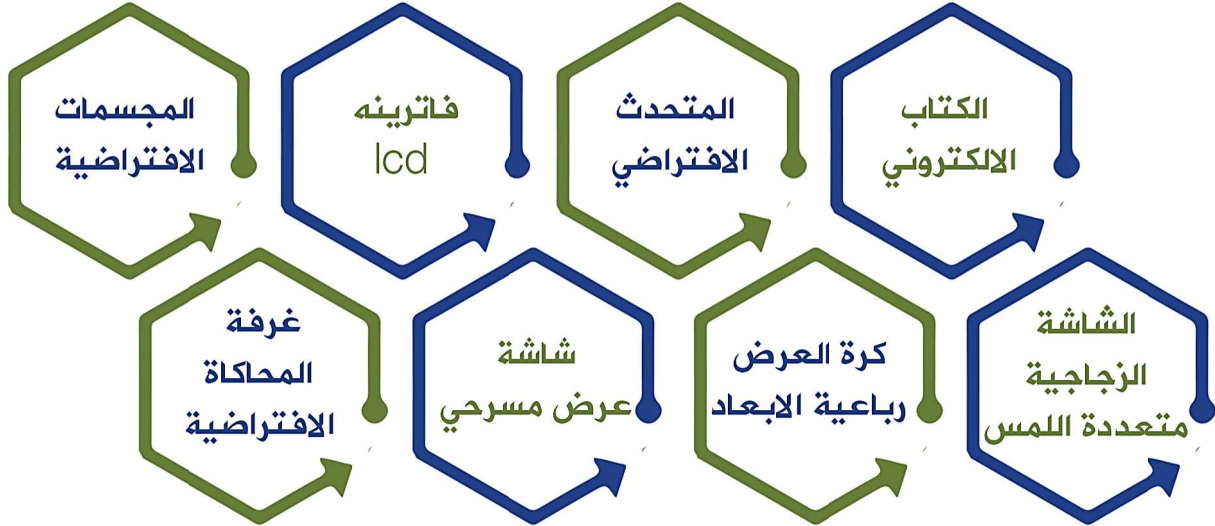 الكتاب
الالكتروني
المتحدث
الافتراضي
فاترينه
lcd
المجسمات
الافتراضية
الشاشة
الزجاجية
متعددة اللمس
كرة العرض
رباعية الابعاد
شاشة
عرض مسرحي
غرفة
المحاكاة
الافتراضية